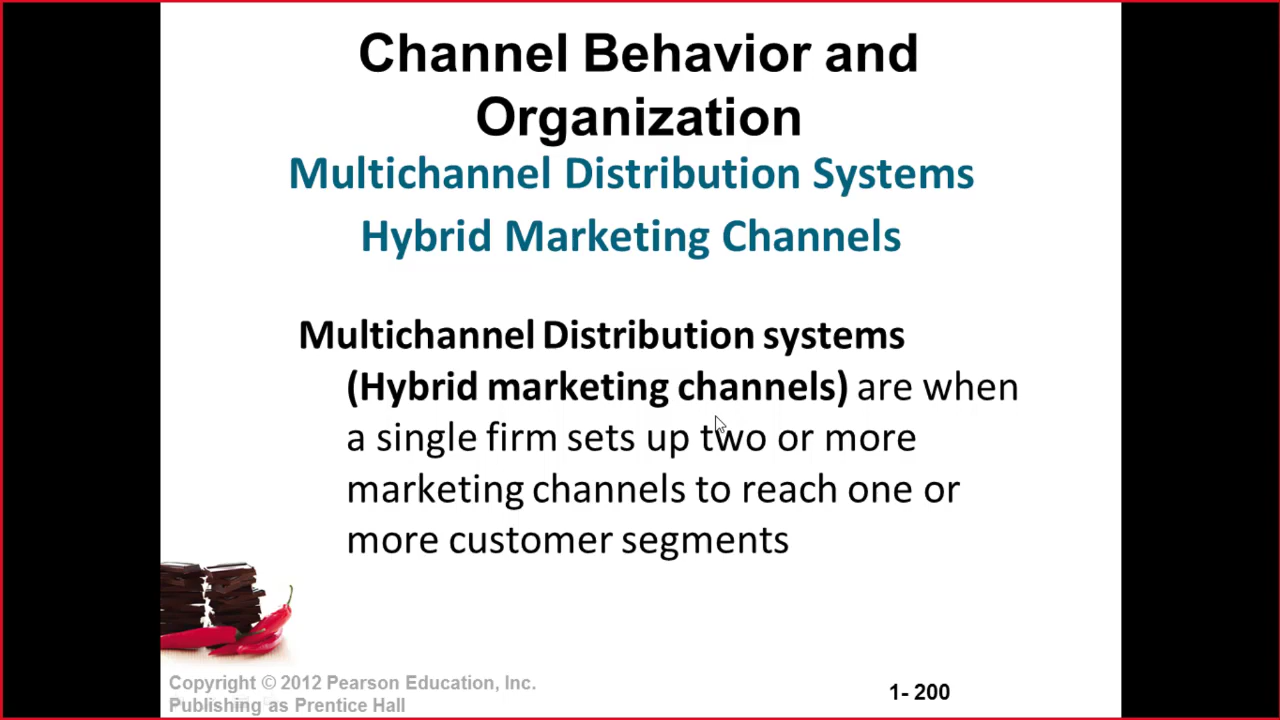 Channel Behavior and
Organization
Multichannel Distribution Systems
Hybrid Marketing Channels
Multichannel Distribution systems
(Hybrid marketing channels) are when
a single firm sets up two or more
marketing channels to reach one or
more customer segments
Copyright © 2012 Pearson Education, Inc.
Publishing as Prentice Hall
1- 200